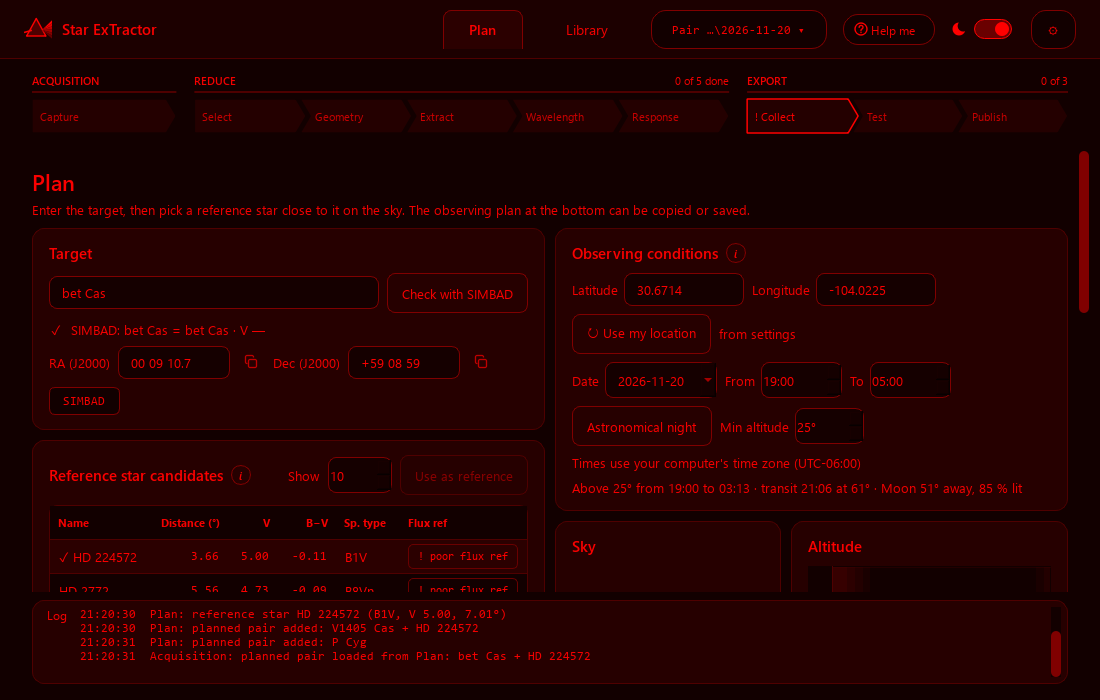 Star ExTractor
Plan
Library
Pair …\2026-11-20 ▾
Help me
ACQUISITION
REDUCE
0 of 5 done
EXPORT
0 of 3
Capture
Select
Geometry
Extract
Wavelength
Response
! Collect
Test
Publish
Plan
Enter the target, then pick a reference star close to it on the sky. The observing plan at the bottom can be copied or saved.
Target
bet Cas
Check with SIMBAD
✓ SIMBAD: bet Cas = bet Cas · V —
RA (J2000) 00 09 10.7 Dec (J2000) +59 08 59
SIMBAD
Reference star candidates i Show 10 Use as reference
Name Distance (°) V B−V Sp. type Flux ref
✓ HD 224572 3.66 5.00 -0.11 B1V ! poor flux ref
HD 2772 5.56 4.73 -0.09 B8Vn ! poor flux ref
Observing conditions i
Latitude 30.6714 Longitude -104.0225
Use my location from settings
Date 2026-11-20 From 19:00 To 05:00
Astronomical night Min altitude 25°
Times use your computer's time zone (UTC-06:00)
Above 25° from 19:00 to 03:13 · transit 21:06 at 61° · Moon 51° away, 85 % lit
Sky
Altitude
Log
21:20:30 Plan: reference star HD 224572 (B1V, V 5.00, 7.01°)
21:20:30 Plan: planned pair added: V1405 Cas + HD 224572
21:20:31 Plan: planned pair added: P Cyg
21:20:31 Acquisition: planned pair loaded from Plan: bet Cas + HD 224572